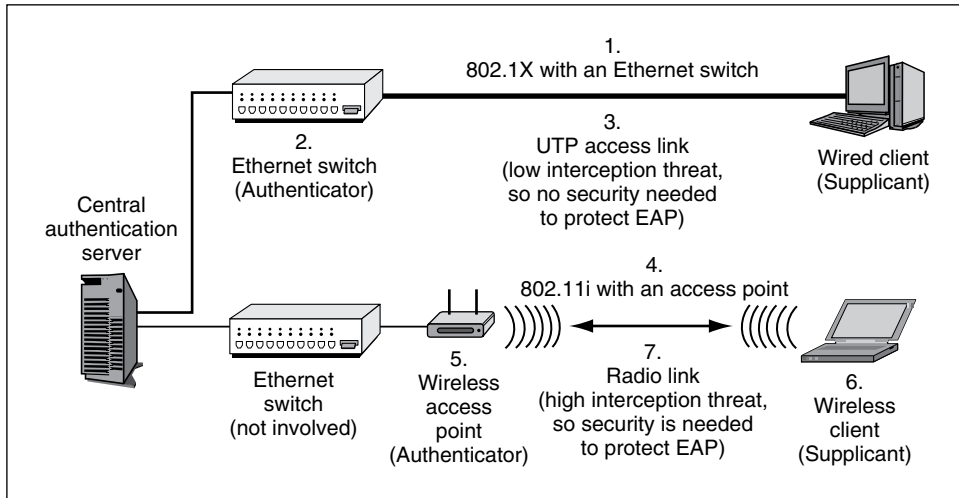 1.
802.1X with an Ethernet switch
2.
Ethernet switch
(Authenticator)
3.
UTP access link
(low interception threat,
so no security needed
to protect EAP)
Wired client
(Supplicant)
Central
authentication
server
4.
802.11i with an access point
Ethernet
switch
(not involved)
5.
Wireless
access
point
(Authenticator)
7.
Radio link
(high interception threat,
so security is needed
to protect EAP)
6.
Wireless
client
(Supplicant)